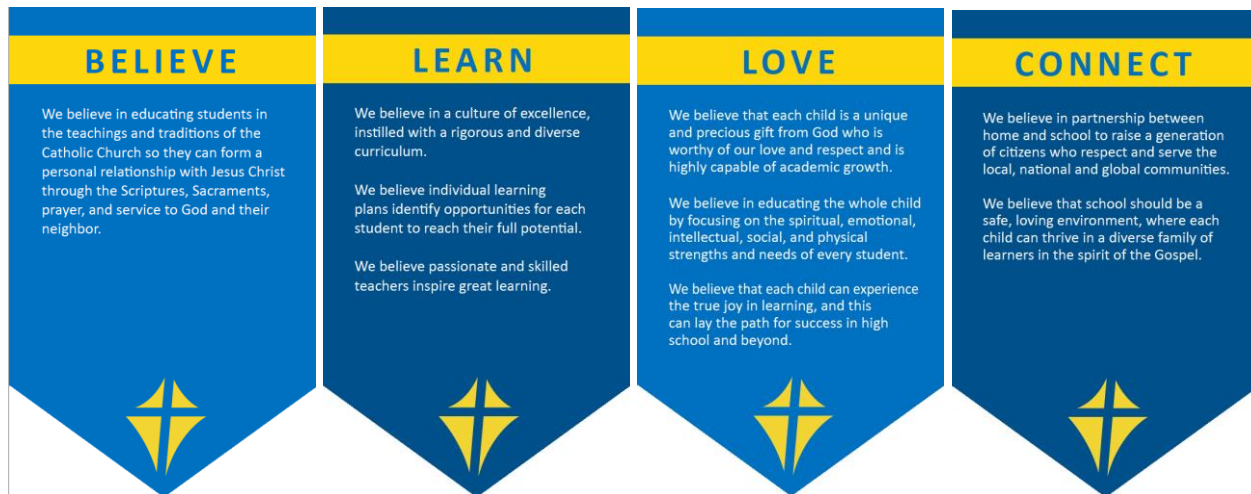 BELIEVE
We believe in educating students in
the teachings and traditions of the
Catholic Church so they can form a
personal relationship with Jesus Christ
through the Scriptures, Sacraments,
prayer, and service to God and their
neighbor.
LEARN
We believe in a culture of excellence,
instilled with a rigorous and diverse
curriculum.
We believe individual learning
plans identify opportunities for each
student to reach their full potential.
We believe passionate and skilled
teachers inspire great learning.
LOVE
We believe that each child is a unique
and precious gift from God who is
worthy of our love and respect and is
highly capable of academic growth.
We believe in educating the whole child
by focusing on the spiritual, emotional,
intellectual, social, and physical
strengths and needs of every student.
We believe that each child can experience
the true joy in learning, and this
can lay the path for success in high
school and beyond.
CONNECT
We believe in partnership between
home and school to raise a generation
of citizens who respect and serve the
local, national and global communities.
We believe that school should be a
safe, loving environment, where each
child can thrive in a diverse family of
learners in the spirit of the Gospel.